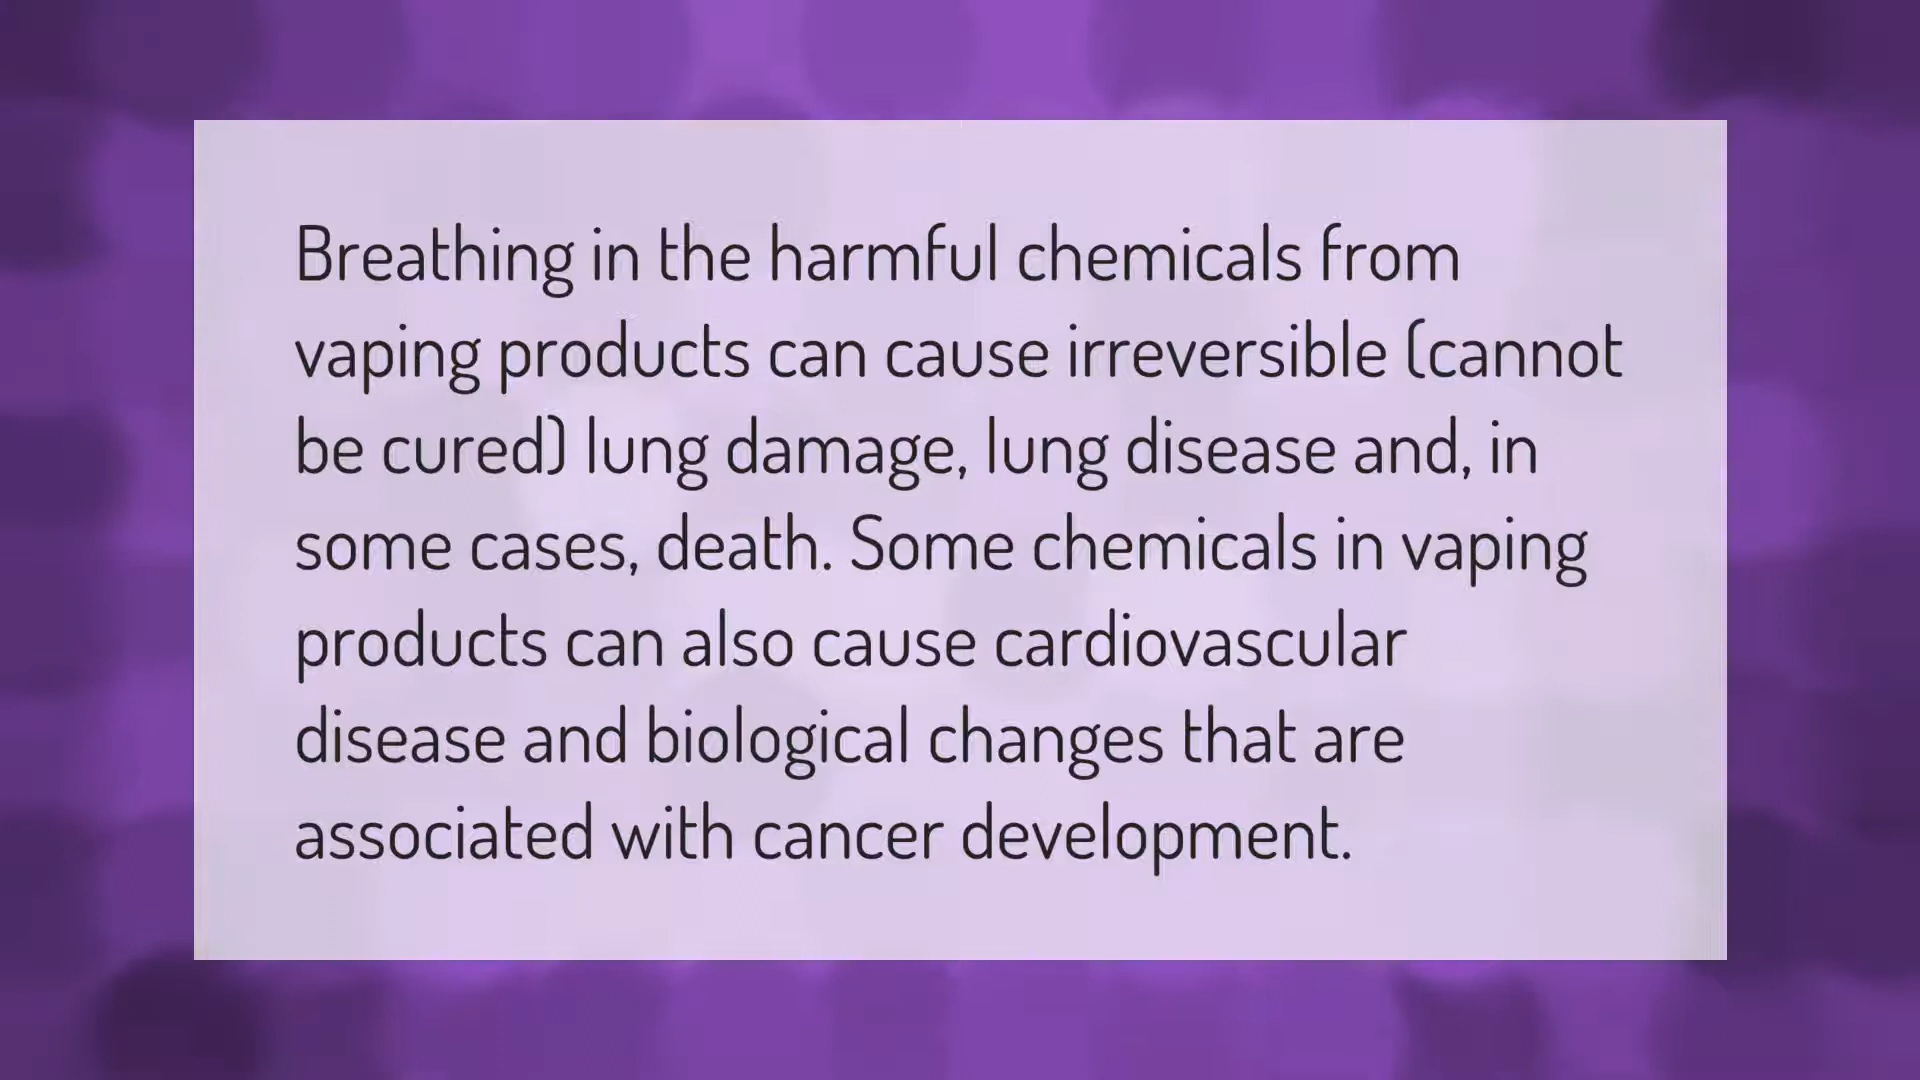 Breathing in the harmful chemicals from
vaping products can cause irreversible (cannot
be cured) lung damage, lung disease and, in
some cases, death. Some chemicals in vaping
products can also cause cardiovascular
disease and biological changes that are
associated with cancer development.